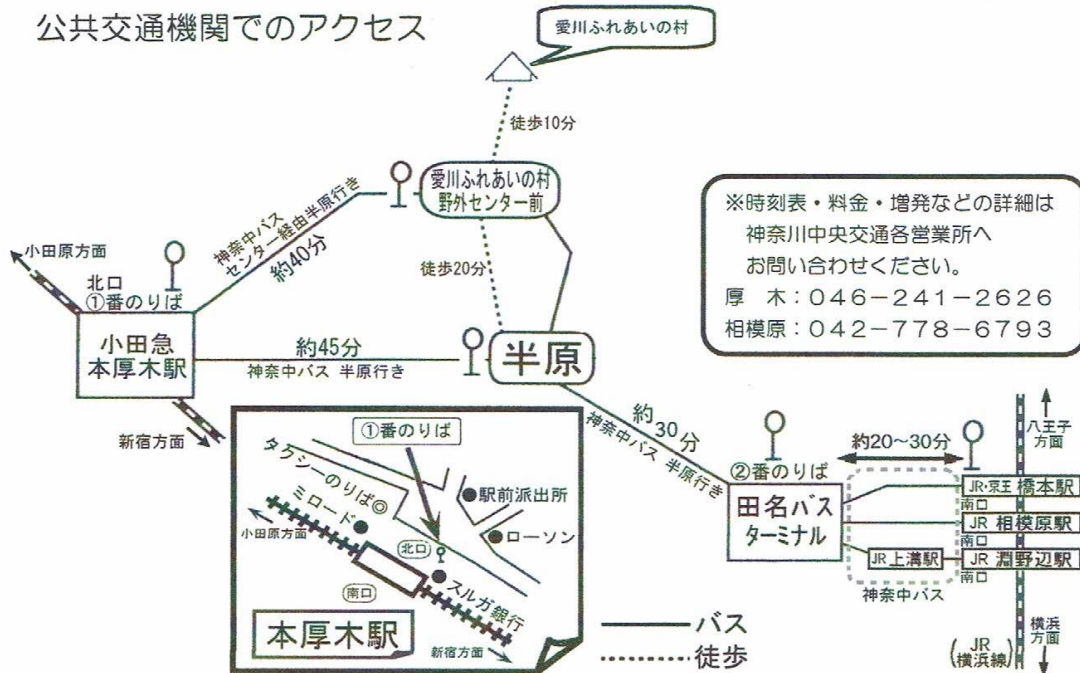 公共交通機関でのアクセス
愛川ふれあいの村
徒歩10分
愛川ふれあいの村
野外センター前
神奈中バス
センター経由半原行き
約40分
徒歩20分
小田原方面
北口
①番のりば
小田急
本厚木駅
新宿方面
約45分
神奈中バス 半原行き
半原
※時刻表・料金・増発などの詳細は
神奈川中央交通各営業所へ
お問い合わせください。
厚 木：046－241－2626
相模原：042－778－6793
約30分
神奈中バス 半原行き
②番のりば
田名バス
ターミナル
約20〜30分
八王子
方面
JR・京王 橋本駅
南口
JR 相模原駅
南口
JR 上溝駅
JR 淵野辺駅
南口
神奈中バス
横浜
方面
(JR
横浜線)
①番のりば
タクシーのりば◎
駅前派出所
ミロード
ローソン
小田原方面
北口
南口
スルガ銀行
本厚木駅
新宿方面
バス
徒歩